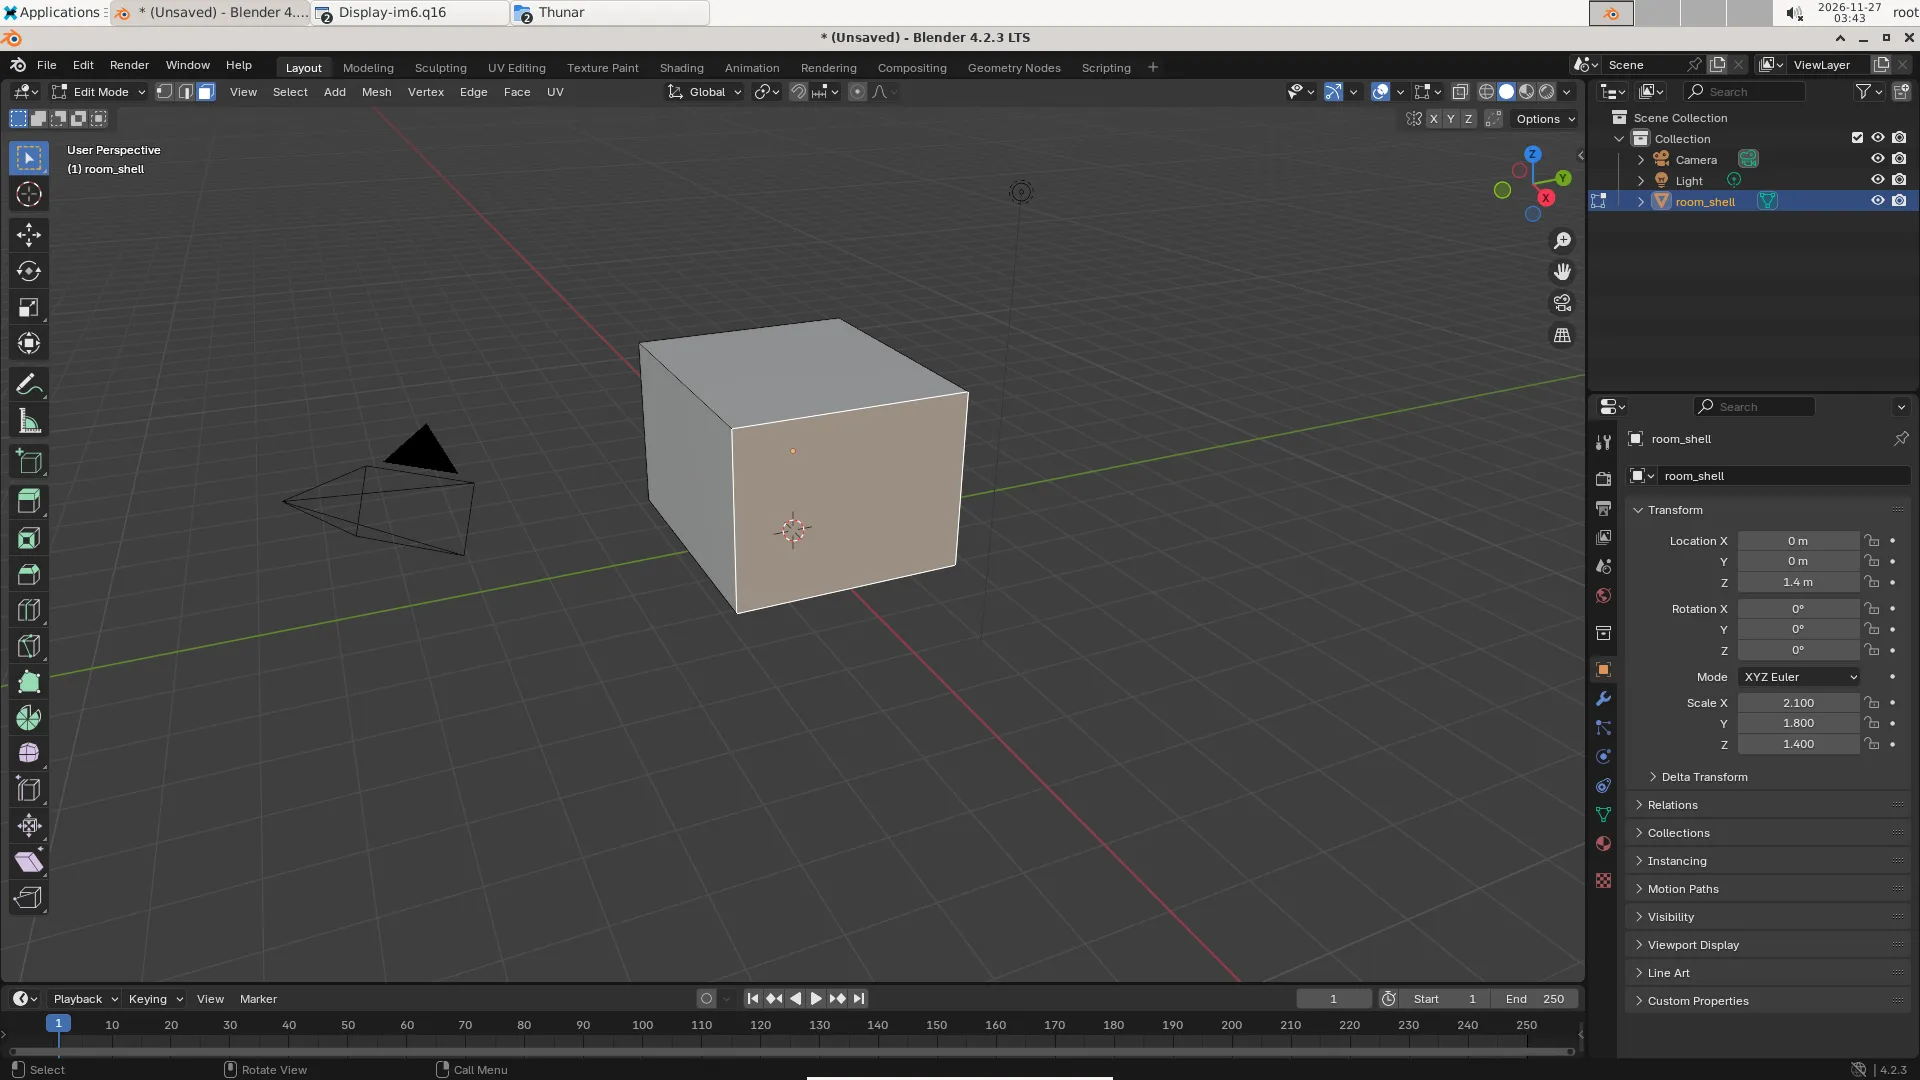 Applications
* (Unsaved) - Blender 4....
Display-im6.q16
Thunar
2026-11-27
03:43
root
* (Unsaved) - Blender 4.2.3 LTS
File Edit Render Window Help
Layout Modeling Sculpting UV Editing Texture Paint Shading Animation Rendering Compositing Geometry Nodes Scripting
Scene
ViewLayer
Edit Mode
View Select Add Mesh Vertex Edge Face UV
Global
Search
X Y Z
Options
Scene Collection
Collection
Camera
Light
room_shell
User Perspective
(1) room_shell
Z
Y
X
Search
room_shell
room_shell
Transform
Location X 0 m
Y 0 m
Z 1.4 m
Rotation X 0°
Y 0°
Z 0°
Mode XYZ Euler
Scale X 2.100
Y 1.800
Z 1.400
Delta Transform
Relations
Collections
Instancing
Motion Paths
Visibility
Viewport Display
Line Art
Custom Properties
Playback Keying View Marker
1
Start 1
End 250
1 10 20 30 40 50 60 70 80 90 100 110 120 130 140 150 160 170 180 190 200 210 220 230 240 250
Select
Rotate View
Call Menu
4.2.3